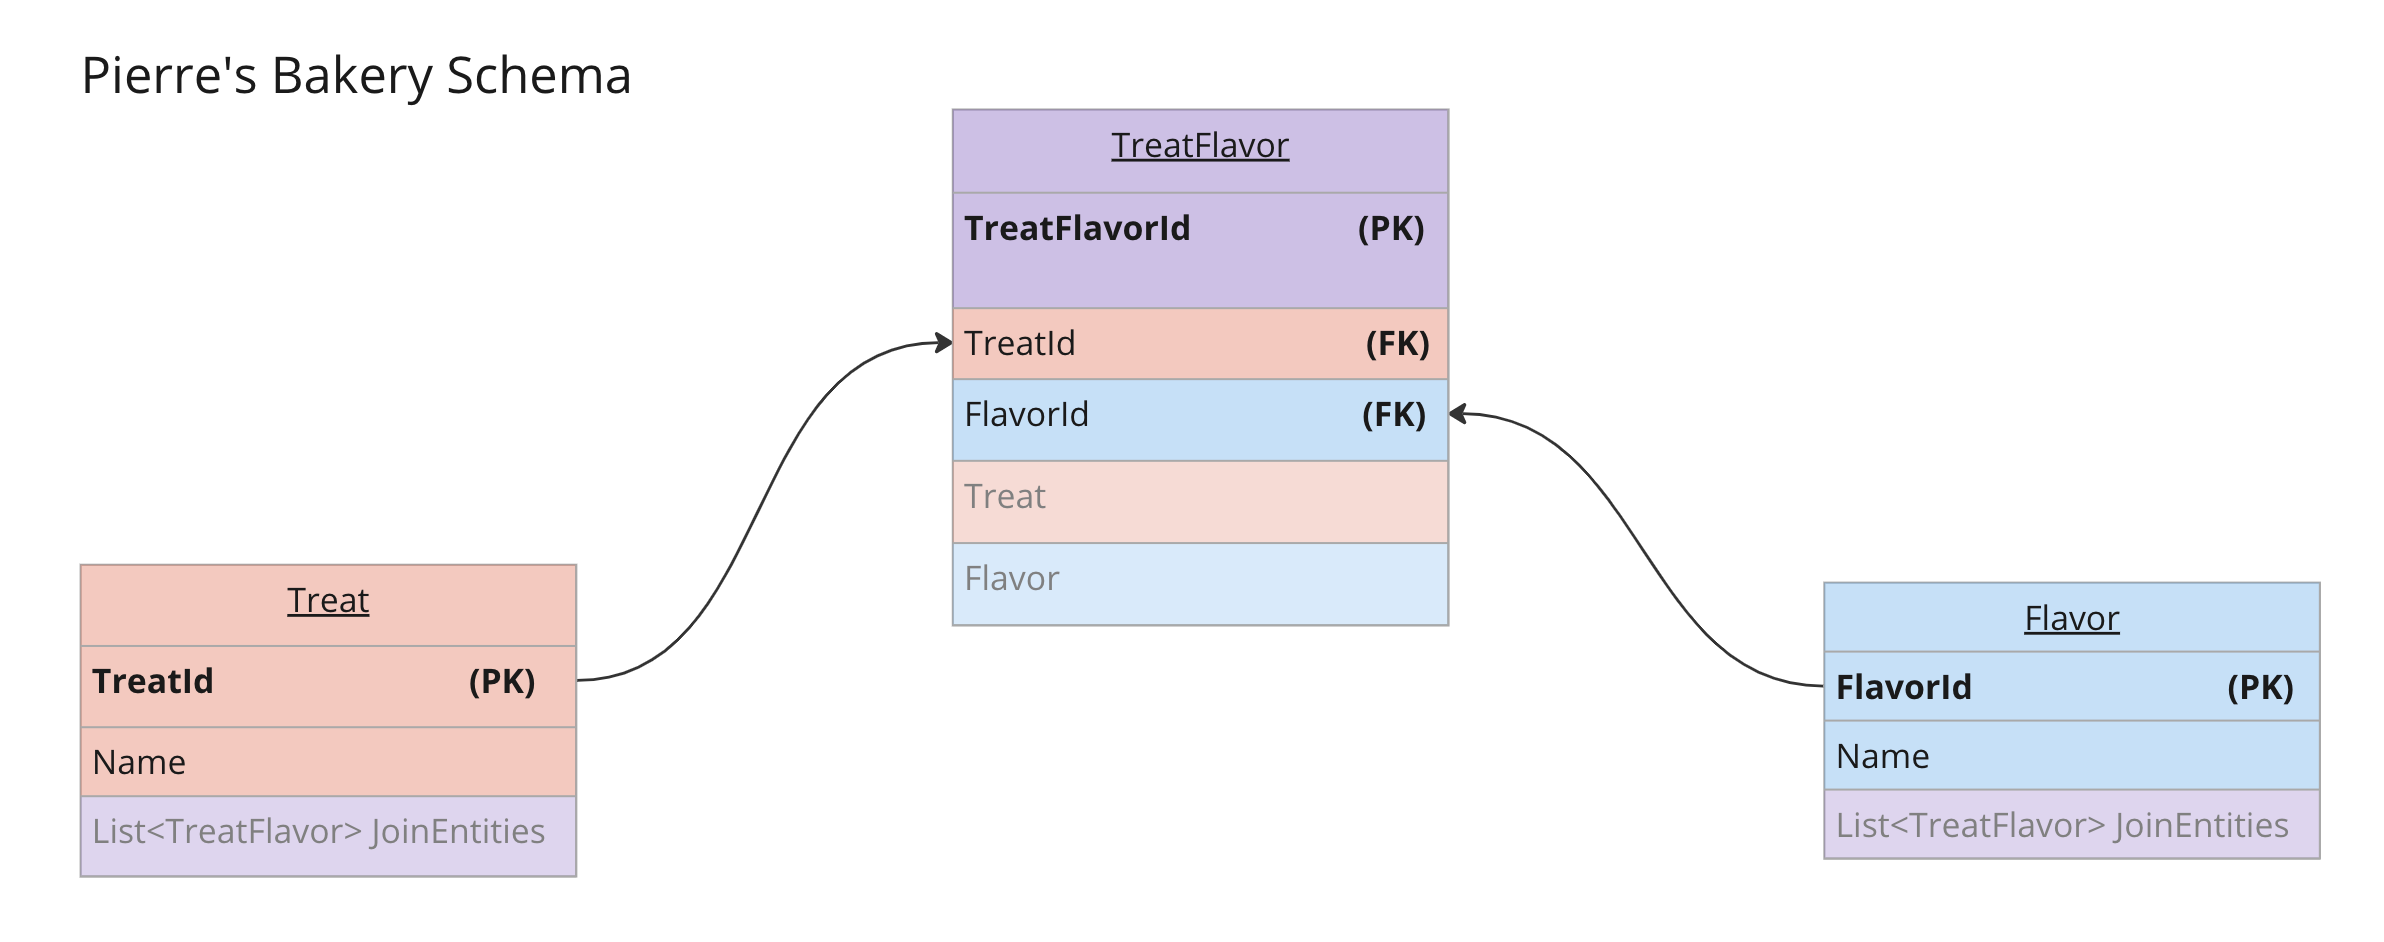 Pierre's Bakery Schema
TreatFlavor
TreatFlavorId (PK)
TreatId (FK)
FlavorId (FK)
Treat
Flavor
Treat
TreatId (PK)
Name
List<TreatFlavor> JoinEntities
Flavor
FlavorId (PK)
Name
List<TreatFlavor> JoinEntities